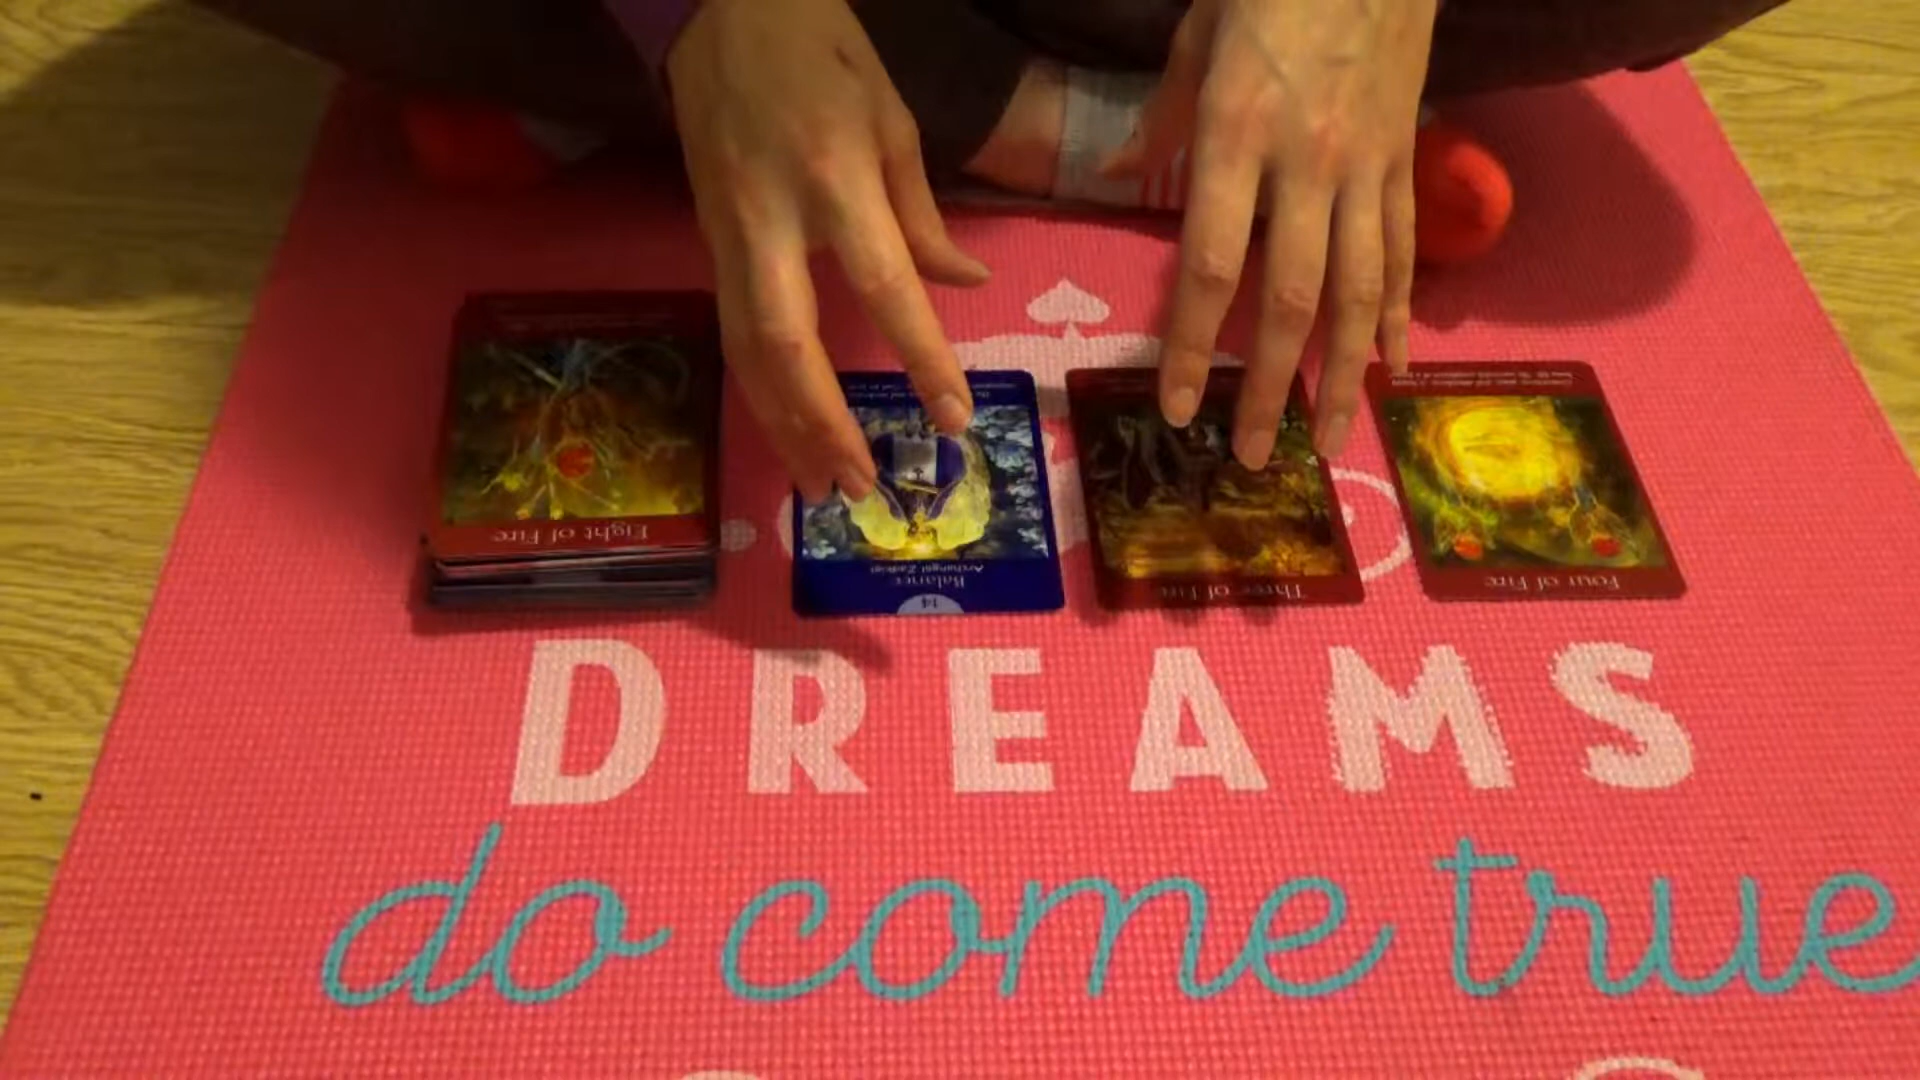 Eight of Fire
14
Balance
Archangel Zadkiel
Three of Fire
Four of Fire
DREAMS
do come true